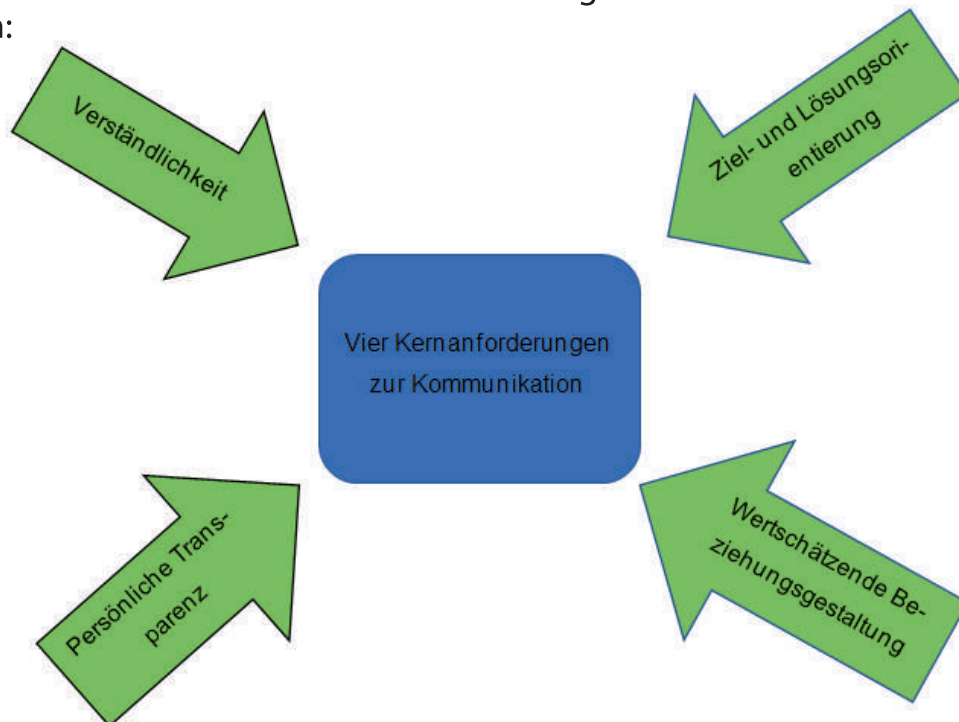 n:
Verständlichkeit
Ziel- und Lösungsori-
entierung
Vier Kernanforderungen
zur Kommunikation
Persönliche Trans-
parenz
Wertschätzende Be-
ziehungsgestaltung